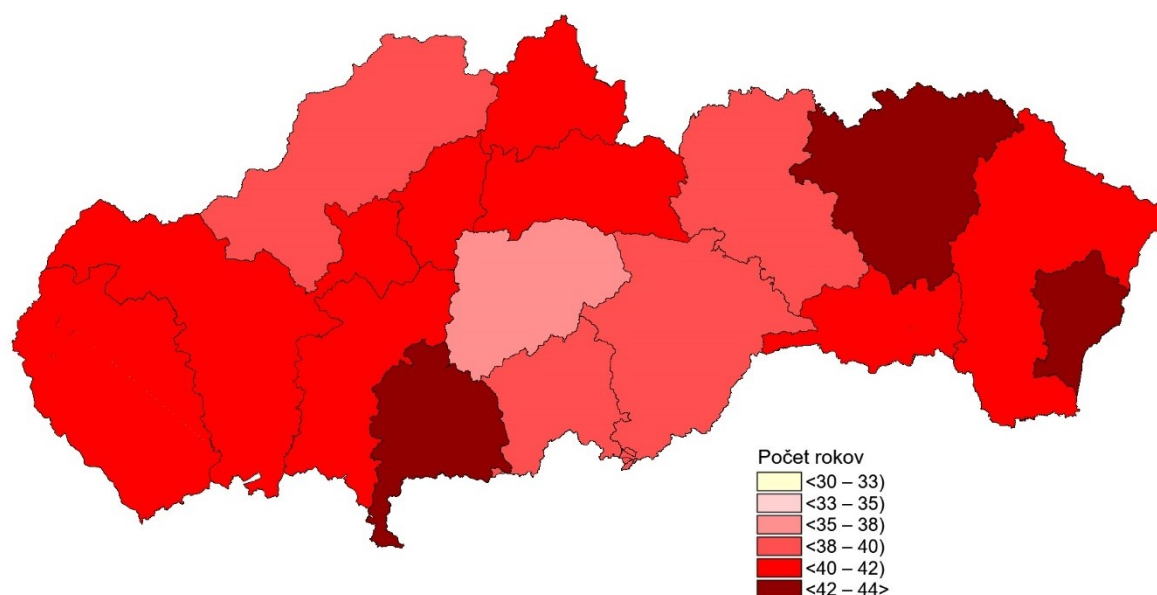 Počet rokov
<30 – 33)
<33 – 35)
<35 – 38)
<38 – 40)
<40 – 42)
<42 – 44>